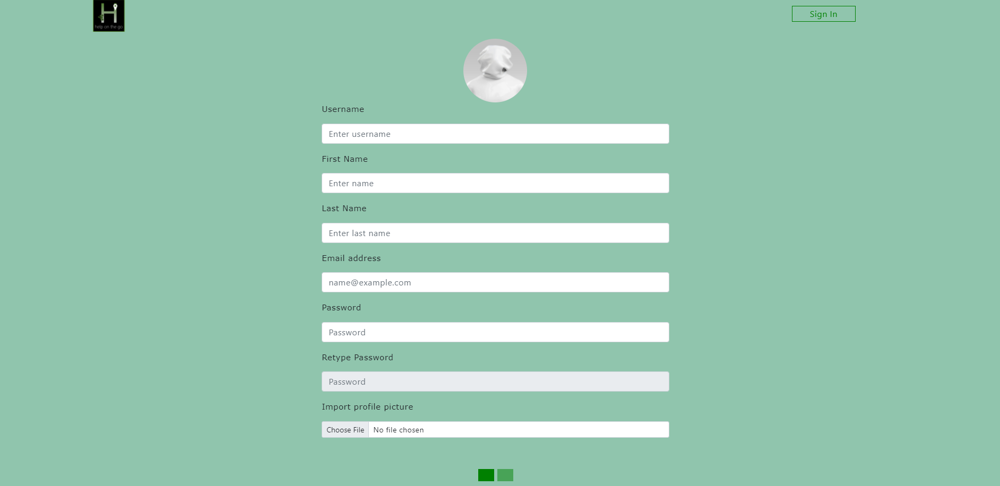 H
help on the go
Sign In
Username
Enter username
First Name
Enter name
Last Name
Enter last name
Email address
name@example.com
Password
Password
Retype Password
Password
Import profile picture
Choose File No file chosen